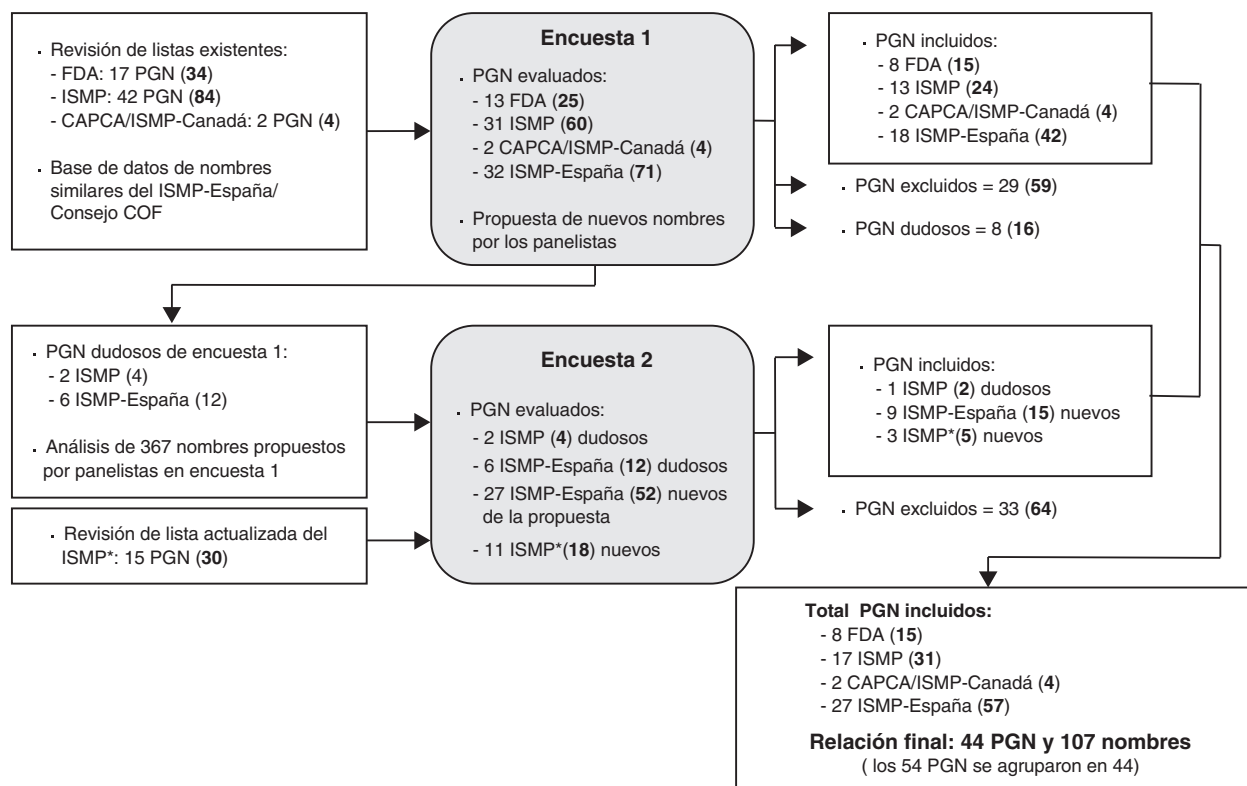 . Revisión de listas existentes:
- FDA: 17 PGN (34)
- ISMP: 42 PGN (84)
- CAPCA/ISMP-Canadá: 2 PGN (4)
. Base de datos de nombres
similares del ISMP-España/
Consejo COF
Encuesta 1
. PGN evaluados:
- 13 FDA (25)
- 31 ISMP (60)
- 2 CAPCA/ISMP-Canadá (4)
- 32 ISMP-España (71)
. Propuesta de nuevos nombres
por los panelistas
. PGN incluidos:
- 8 FDA (15)
- 13 ISMP (24)
- 2 CAPCA/ISMP-Canadá (4)
- 18 ISMP-España (42)
. PGN excluidos = 29 (59)
. PGN dudosos = 8 (16)
. PGN dudosos de encuesta 1:
- 2 ISMP (4)
- 6 ISMP-España (12)
. Análisis de 367 nombres propuestos
por panelistas en encuesta 1
. Revisión de lista actualizada del
ISMP*: 15 PGN (30)
Encuesta 2
. PGN evaluados:
- 2 ISMP (4) dudosos
- 6 ISMP-España (12) dudosos
- 27 ISMP-España (52) nuevos
de la propuesta
- 11 ISMP*(18) nuevos
. PGN incluidos:
- 1 ISMP (2) dudosos
- 9 ISMP-España (15) nuevos
- 3 ISMP*(5) nuevos
. PGN excluidos = 33 (64)
Total PGN incluidos:
- 8 FDA (15)
- 17 ISMP (31)
- 2 CAPCA/ISMP-Canadá (4)
- 27 ISMP-España (57)
Relación final: 44 PGN y 107 nombres
( los 54 PGN se agruparon en 44)